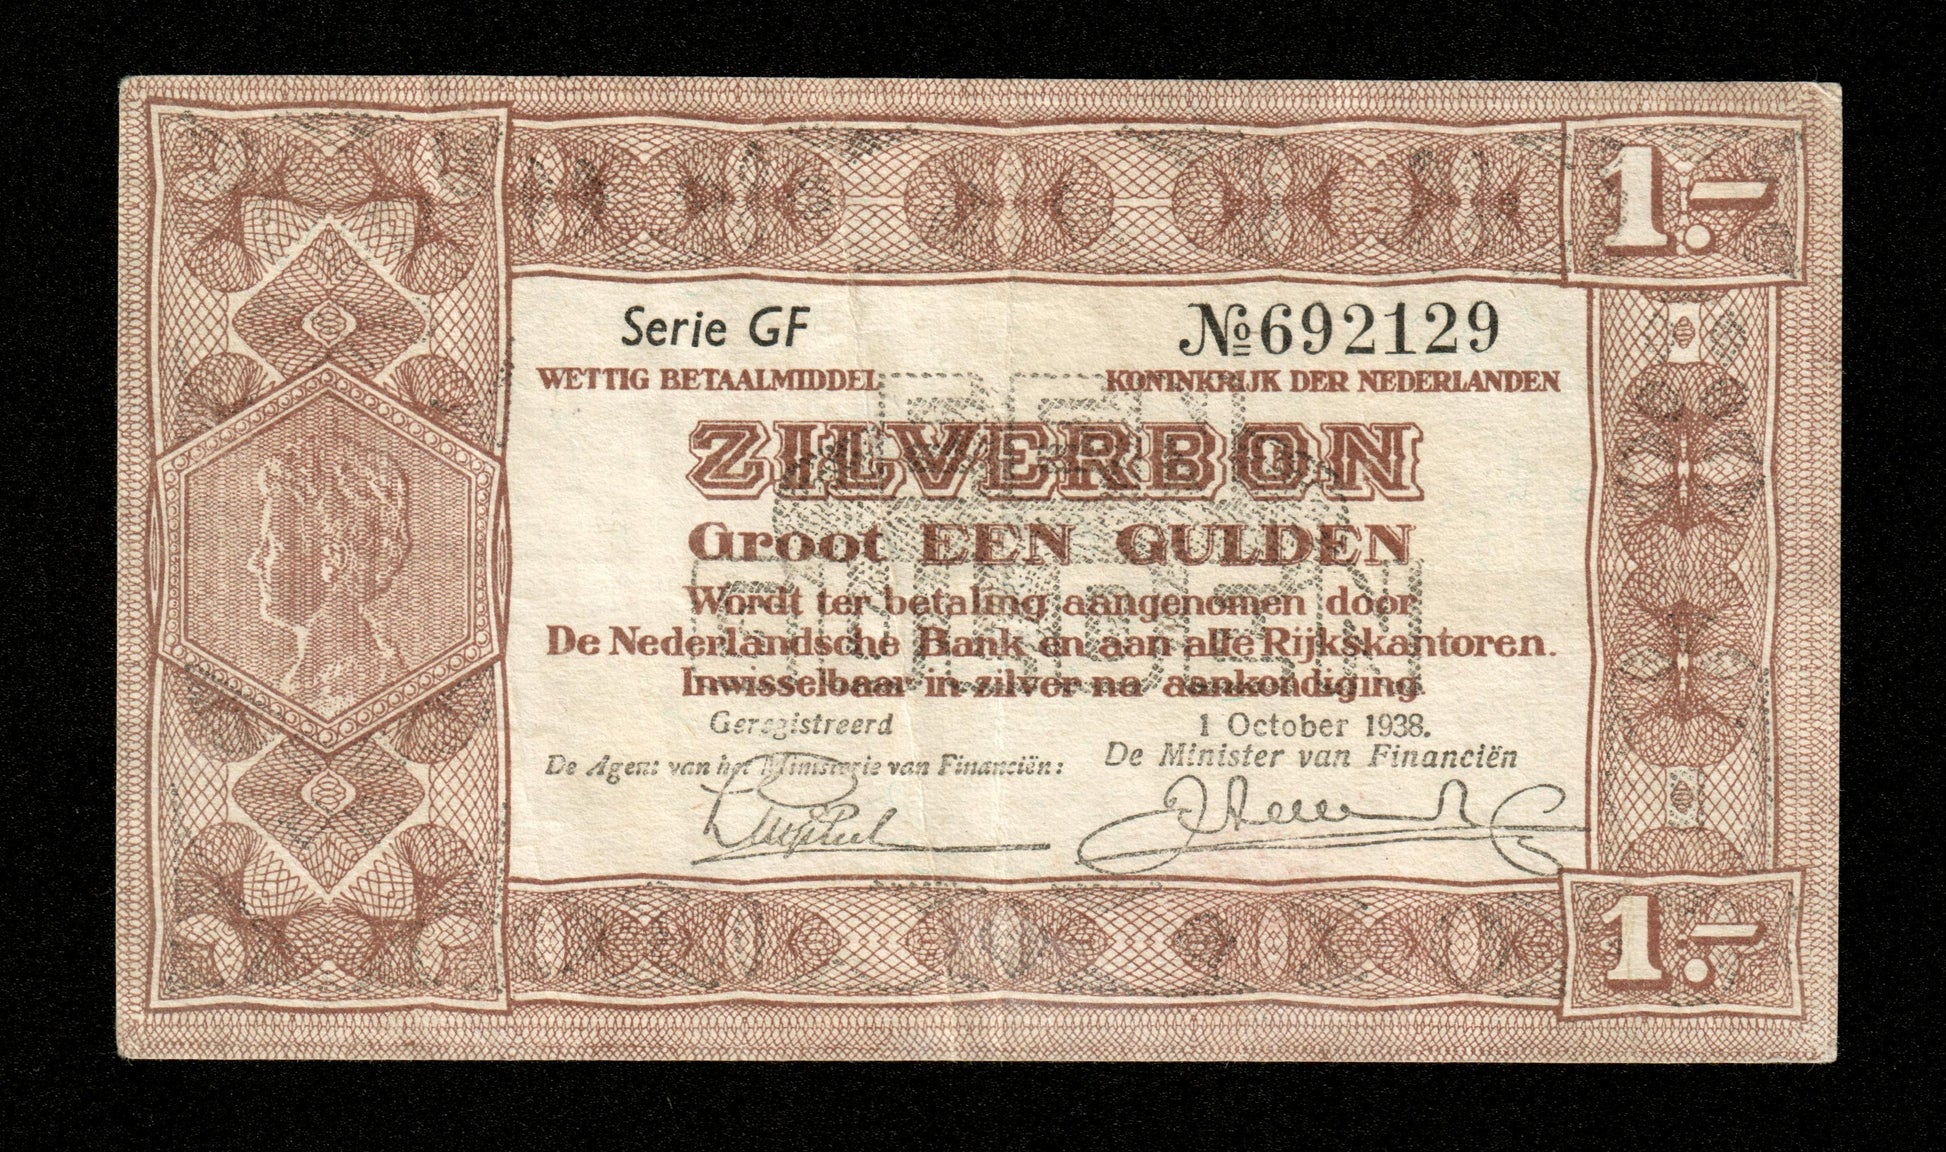 1.-
Serie GF
№692129
WETTIG BETAALMIDDEL
KONINKRIJK DER NEDERLANDEN
ZILVERBON
Groot EEN GULDEN
EEN
GULDEN
Wordt ter betaling aangenomen door
De Nederlandsche Bank en aan alle Rijkskantoren.
Inwisselbaar in zilver na aankondiging
Geregistreerd
1 October 1938.
De Agent van het Ministerie van Financiën:
De Minister van Financiën
1.-